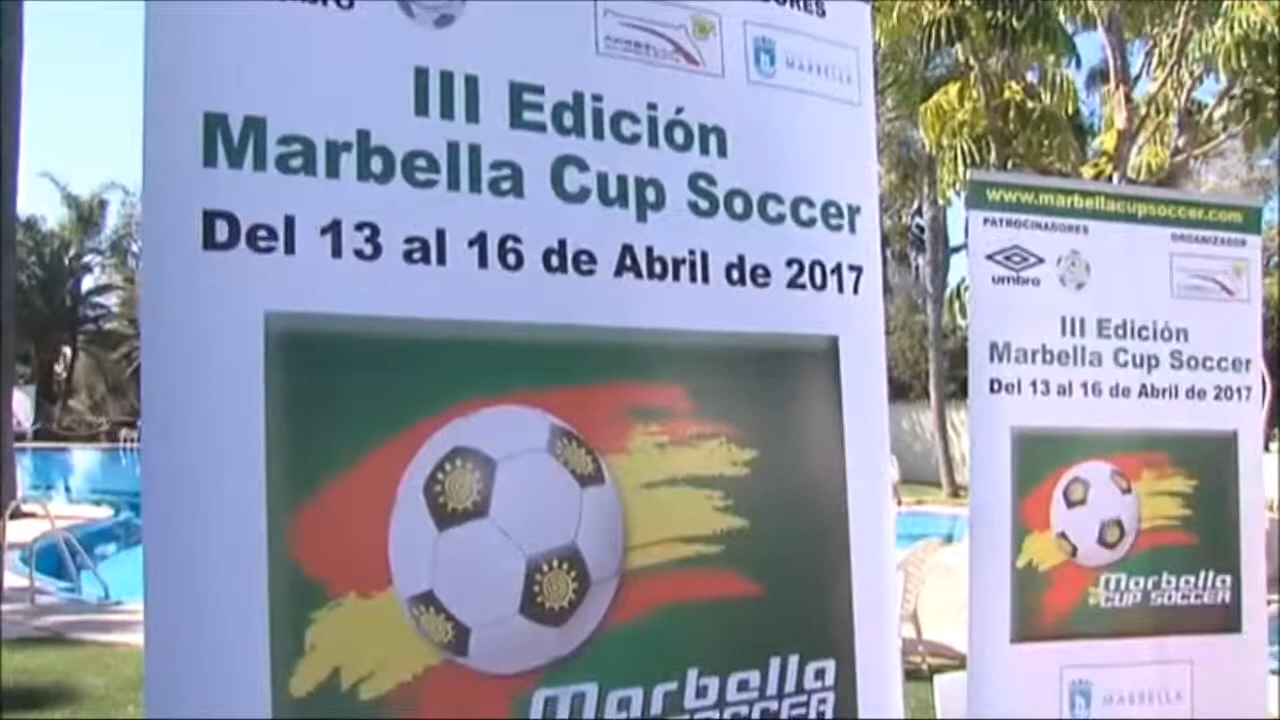 III Edición
Marbella Cup Soccer
Del 13 al 16 de Abril de 2017
MARBELLA
Marbella
www.marbellacupsoccer.com
PATROCINADORES
ORGANIZADOR
umbro
III Edición
Marbella Cup Soccer
Del 13 al 16 de Abril de 2017
Marbella
CUP SOCCER
MARBELLA